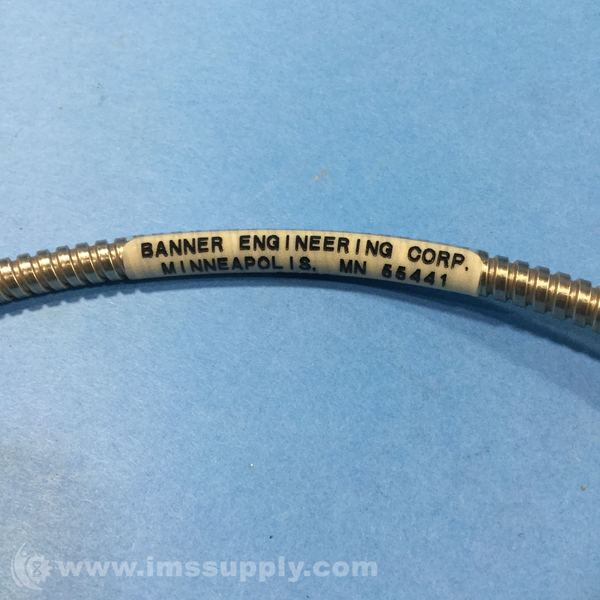 BANNER ENGINEERING CORP.
MINNEAPOLIS, MN 55441
www.imssupply.com